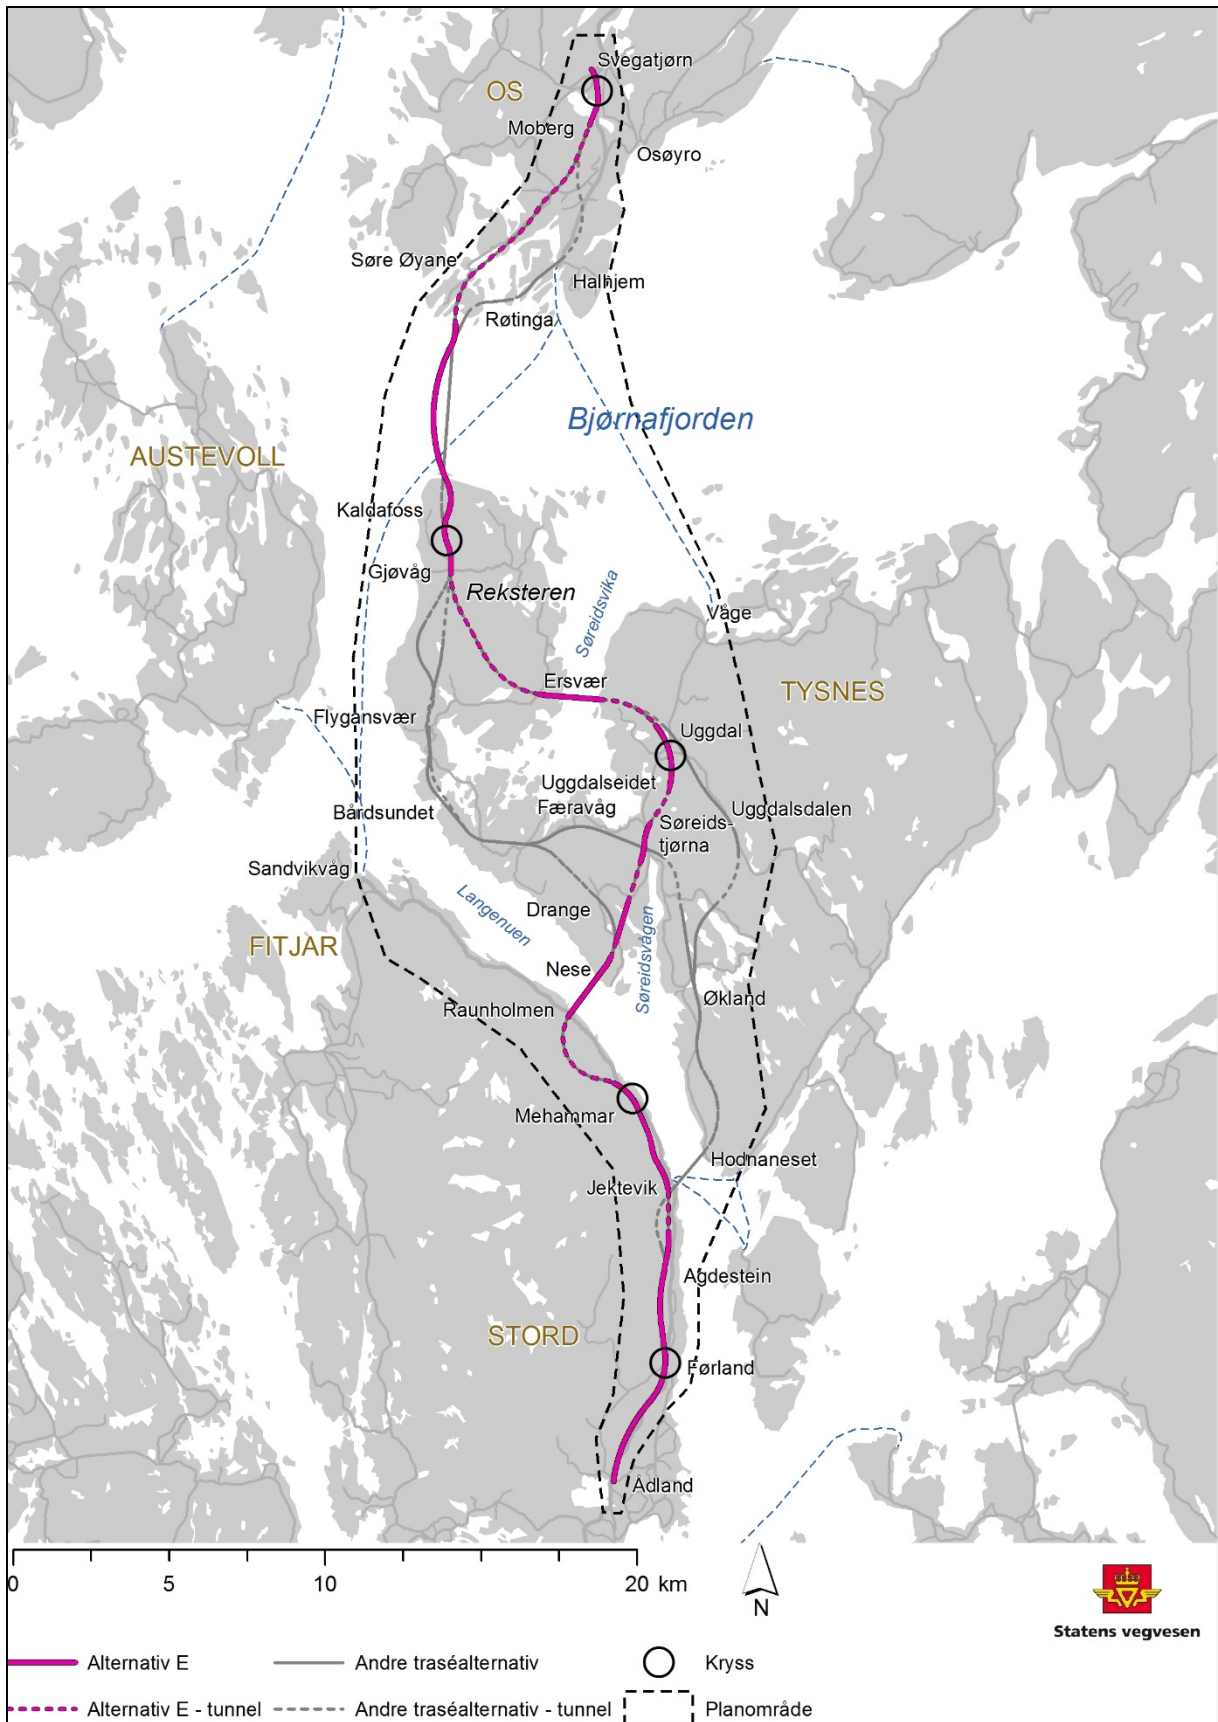 Svegatjørn
OS
Moberg
Osøyro
Søre Øyane
Halhjem
Røtinga
Bjørnafjorden
AUSTEVOLL
Kaldafoss
Gjøvåg
Reksteren
Søreidsvika
Våge
Ersvær
TYSNES
Flygansvær
Uggdal
Uggdalseidet
Bårdsundet
Færavåg
Uggdalsdalen
Søreids-
tjørna
Sandvikvåg
Langenuen
Drange
Søreidsvågen
FITJAR
Nese
Økland
Raunholmen
Mehammar
Hodnaneset
Jektevik
Agdestein
STORD
Førland
Ådland
0 5 10 20 km
N
Statens vegvesen
Alternativ E
Andre traséalternativ
Kryss
Alternativ E - tunnel
Andre traséalternativ - tunnel
Planområde